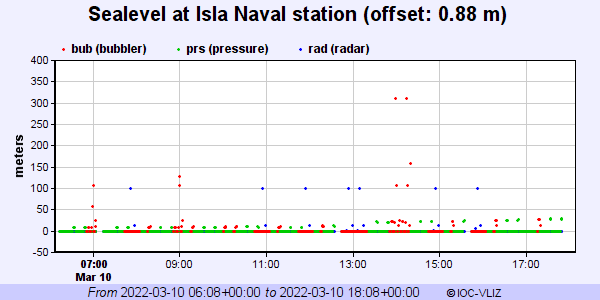 Sealevel at Isla Naval station (offset: 0.88 m)
bub (bubbler) prs (pressure) rad (radar)
400
350
300
250
200
150
100
50
0
-50
meters
07:00 09:00 11:00 13:00 15:00 17:00
Mar 10
From 2022-03-10 06:08+00:00 to 2022-03-10 18:08+00:00 © IOC-VLIZ